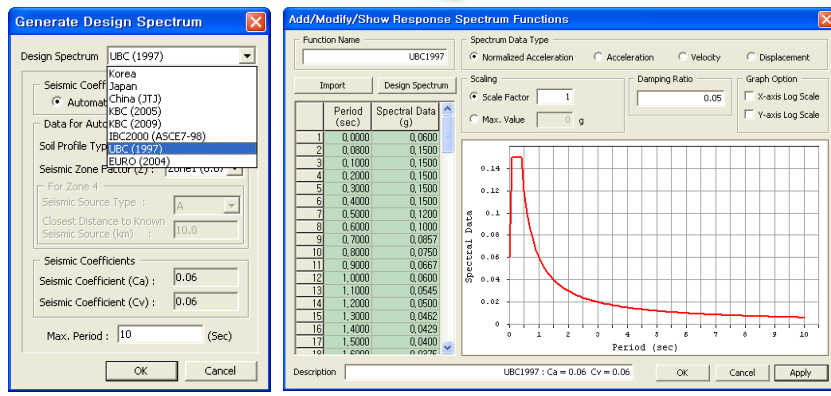 Generate Design Spectrum
Design Spectrum UBC (1997)
Korea
Japan
China (JTJ)
KBC (2005)
KBC (2009)
IBC2000 (ASCE7-98)
UBC (1997)
EURO (2004)
Seismic Coeff
Automat
Data for Auto
Soil Profile Typ
Seismic Zone Factor (Z) :
For Zone 4
Seismic Source Type : A
Closest Distance to Known
Seismic Source (km) : 10.0
Seismic Coefficients
Seismic Coefficient (Ca) : 0.06
Seismic Coefficient (Cv) : 0.06
Max. Period : 10 (Sec)
OK Cancel
Add/Modify/Show Response Spectrum Functions
Function Name
UBC1997
Spectrum Data Type
Normalized Acceleration Acceleration Velocity Displacement
Import Design Spectrum
Scaling
Scale Factor 1
Max. Value 0 g
Damping Ratio
0.05
Graph Option
X-axis Log Scale
Y-axis Log Scale
Period (sec) Spectral Data (g)
1 0,0000 0,0600
2 0,0800 0,1500
3 0,1000 0,1500
4 0,2000 0,1500
5 0,3000 0,1500
6 0,4000 0,1500
7 0,5000 0,1200
8 0,6000 0,1000
9 0,7000 0,0857
10 0,8000 0,0750
11 0,9000 0,0667
12 1,0000 0,0600
13 1,1000 0,0545
14 1,2000 0,0500
15 1,3000 0,0462
16 1,4000 0,0429
17 1,5000 0,0400
18 1,6000 0,0375
Spectral Data
0.14
0.12
0.1
0.08
0.06
0.04
0.02
0
0 1 2 3 4 5 6 7 8 9 10
Period (sec)
Description UBC1997 : Ca = 0.06 Cv = 0.06
OK Cancel Apply